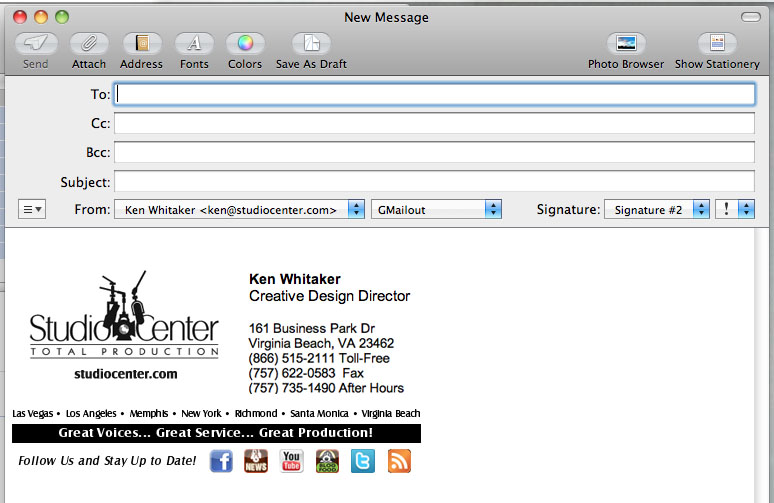 New Message
Send Attach Address Fonts Colors Save As Draft Photo Browser Show Stationery
To:
Cc:
Bcc:
Subject:
From: Ken Whitaker <ken@studiocenter.com> GMailout Signature: Signature #2 !
Studio Center
TOTAL PRODUCTION
studiocenter.com
Ken Whitaker
Creative Design Director
161 Business Park Dr
Virginia Beach, VA 23462
(866) 515-2111 Toll-Free
(757) 622-0583 Fax
(757) 735-1490 After Hours
Las Vegas • Los Angeles • Memphis • New York • Richmond • Santa Monica • Virginia Beach
Great Voices... Great Service... Great Production!
Follow Us and Stay Up to Date! f NEWS You Tube BLOG FOOD t